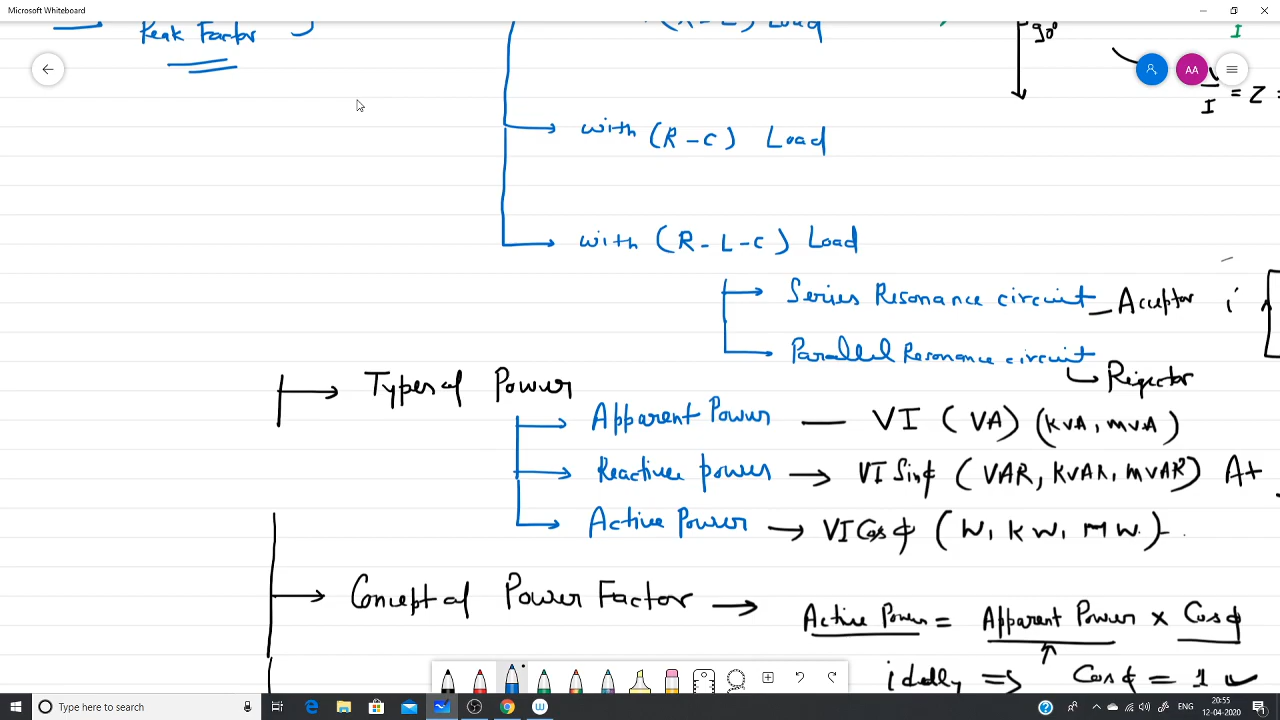 Microsoft Whiteboard
Peak Factor
Load
90°
I
AA
V/I = Z =
with (R-C) Load
with (R-L-C) Load
Series Resonance circuit - Acceptor i
Parallel Resonance circuit
Rejector
Types of Power
Apparent Power — VI (VA) (KVA, MVA)
Reactive power → VI Sinϕ (VAR, KVAR, MVAR) At
Active Power → VI Cosϕ (W, KW, MW)
Concept of Power Factor →
Active Power = Apparent Power × Cosϕ
ideally ⇒ Cosϕ = 1
Type here to search
ENG
20:55
12-04-2020